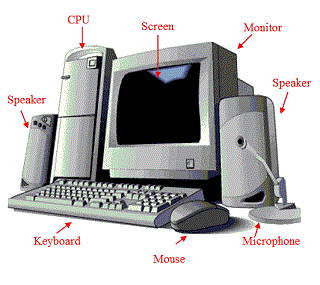 CPU
Screen
Monitor
Speaker
Speaker
Keyboard
Mouse
Microphone